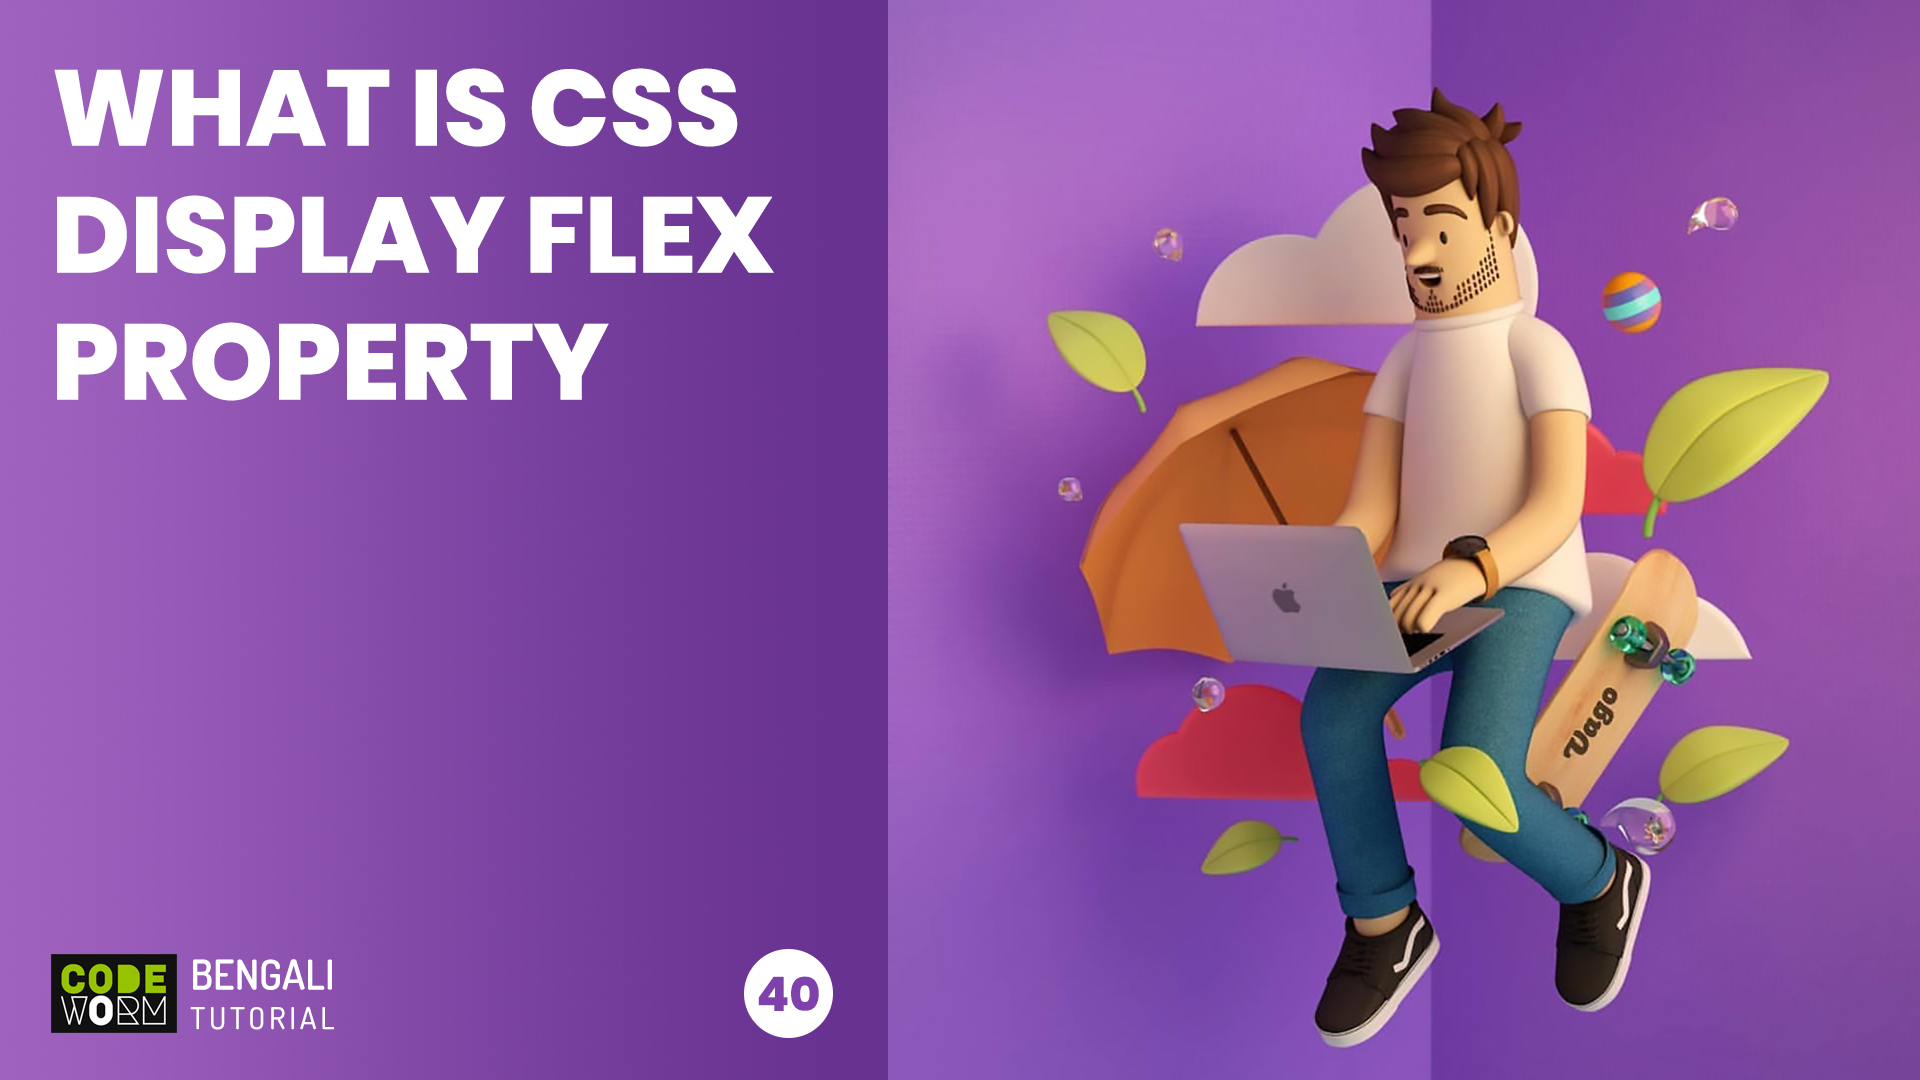 WHAT IS CSS
DISPLAY FLEX
PROPERTY
CODE
WORM
BENGALI
TUTORIAL
40
Vago